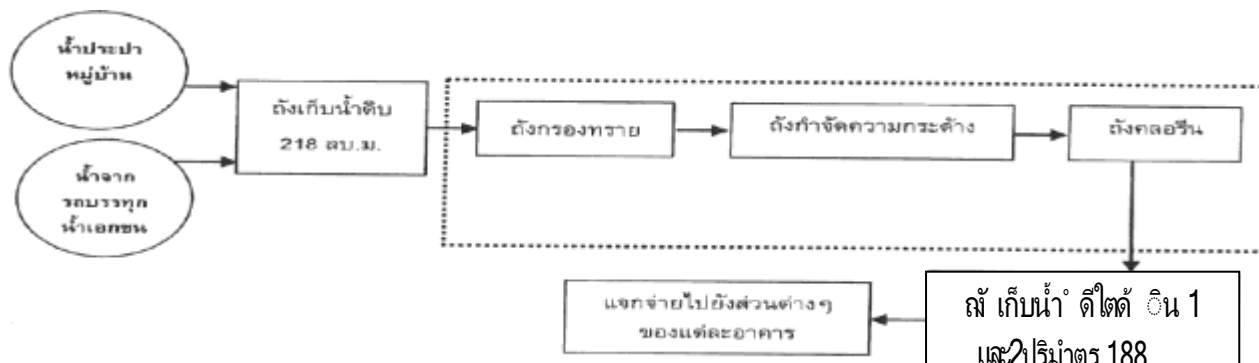 น้ำประปา
หมู่บ้าน
ถังเก็บน้ำดิบ
218 ลบ.ม.
ถังกรองทราย
ถังกำจัดความกระด้าง
ถังคลอรีน
น้ำจาก
รถบรรทุก
น้ำเอกชน
แจกจ่ายไปยังส่วนต่างๆ
ของแต่ละอาคาร
เก็บน้ำ 1
188